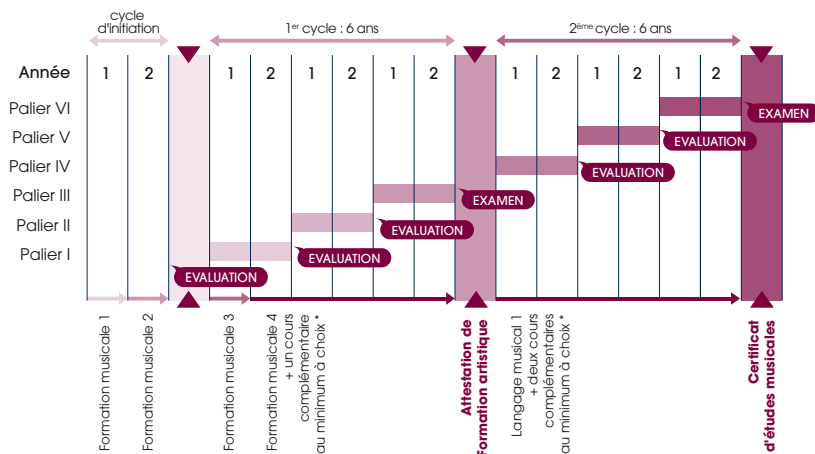 cycle
d'initiation
1er cycle : 6 ans
2ème cycle : 6 ans
Année 1 2 1 2 1 2 1 2 1 2 1 2 1 2
Palier VI
EXAMEN
Palier V
EVALUATION
Palier IV
EVALUATION
Palier III
EXAMEN
Palier II
EVALUATION
Palier I
EVALUATION
EVALUATION
Formation musicale 1
Formation musicale 2
Formation musicale 3
Formation musicale 4
+ un cours
complémentaire
au minimum à choix *
Attestation de
Formation artistique
Langage musical 1
+ deux cours
complémentaires
au minimum à choix *
Certificat
d'études musicales